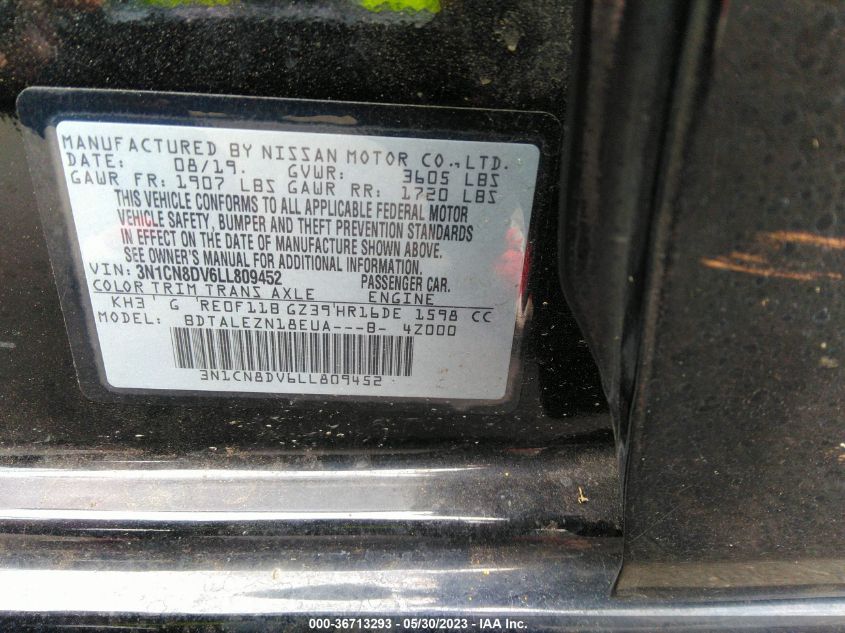 MANUFACTURED BY NISSAN MOTOR CO.,LTD.
DATE: 08/19. GVWR: 3605 LBS
GAWR FR: 1907 LBS GAWR RR: 1720 LBS
THIS VEHICLE CONFORMS TO ALL APPLICABLE FEDERAL MOTOR
VEHICLE SAFETY, BUMPER AND THEFT PREVENTION STANDARDS
IN EFFECT ON THE DATE OF MANUFACTURE SHOWN ABOVE.
SEE OWNER'S MANUAL FOR ADDITIONAL INFORMATION.
VIN: 3N1CN8DV6LL809452 PASSENGER CAR.
COLOR TRIM TRANS AXLE ENGINE
KH3 ' G ' RE0F11B GZ39'HR16DE 1598 CC
MODEL: BDTALEZN18EUA---B- 4Z000
3N1CN8DV6LL809452
000-36713293 - 05/30/2023 - IAA Inc.